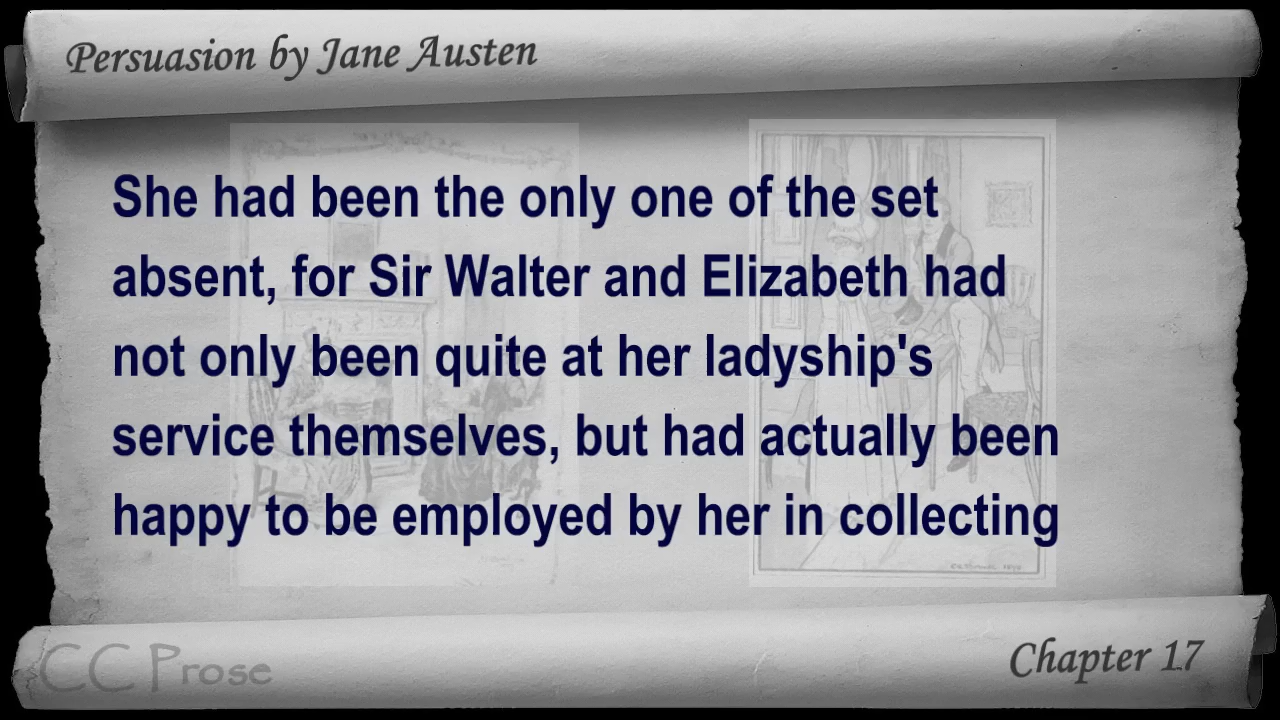 Persuasion by Jane Austen
She had been the only one of the set
absent, for Sir Walter and Elizabeth had
not only been quite at her ladyship's
service themselves, but had actually been
happy to be employed by her in collecting
CC Prose
Chapter 17